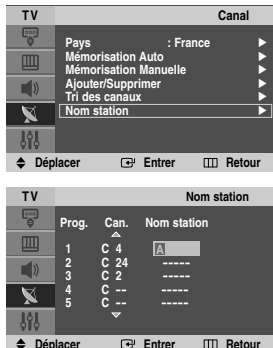 TV Canal
Pays : France
Mémorisation Auto
Mémorisation Manuelle
Ajouter/Supprimer
Tri des canaux
Nom station
Déplacer Entrer Retour
TV Nom station
Prog. Can. Nom station
1 C 4 A
2 C 24 -----
3 C 2 -----
4 C -- -----
5 C -- -----
Déplacer Entrer Retour